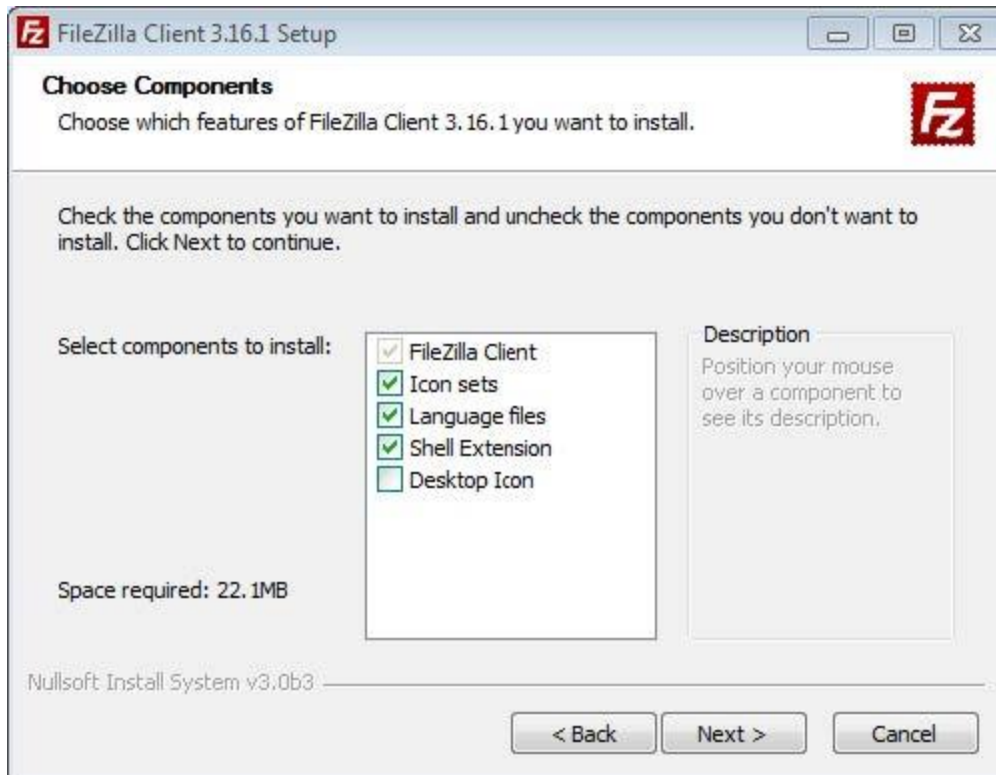 FileZilla Client 3.16.1 Setup
Choose Components
Choose which features of FileZilla Client 3.16.1 you want to install.
Fz
Check the components you want to install and uncheck the components you don't want to
install. Click Next to continue.
Select components to install:
FileZilla Client
Icon sets
Language files
Shell Extension
Desktop Icon
Description
Position your mouse
over a component to
see its description.
Space required: 22.1MB
Nullsoft Install System v3.0b3
< Back
Next >
Cancel